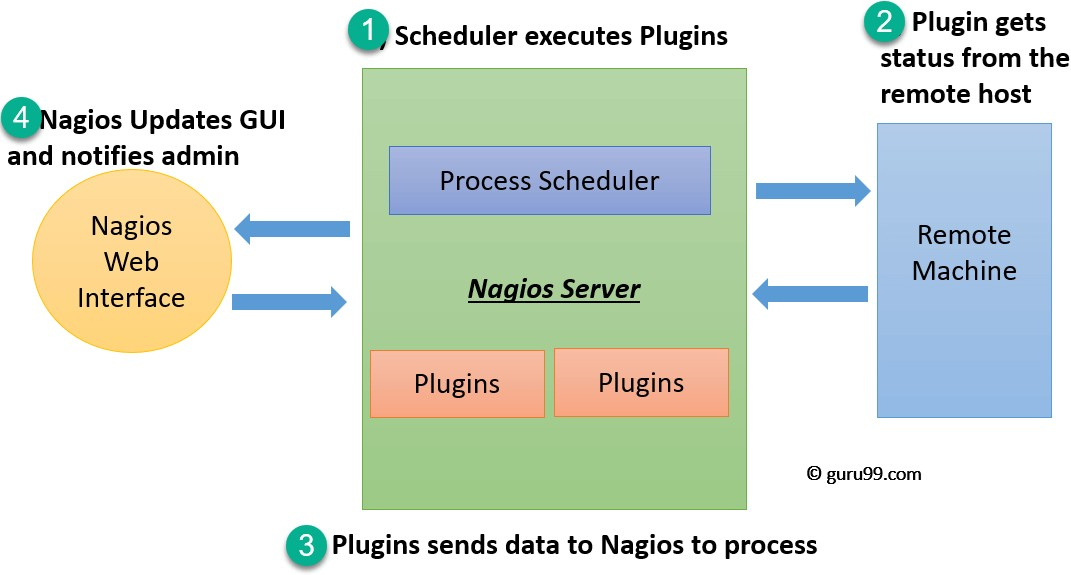 1 Scheduler executes Plugins
2 Plugin gets
status from the
remote host
4 Nagios Updates GUI
and notifies admin
Process Scheduler
Nagios
Web
Interface
Nagios Server
Remote
Machine
Plugins
Plugins
© guru99.com
3 Plugins sends data to Nagios to process